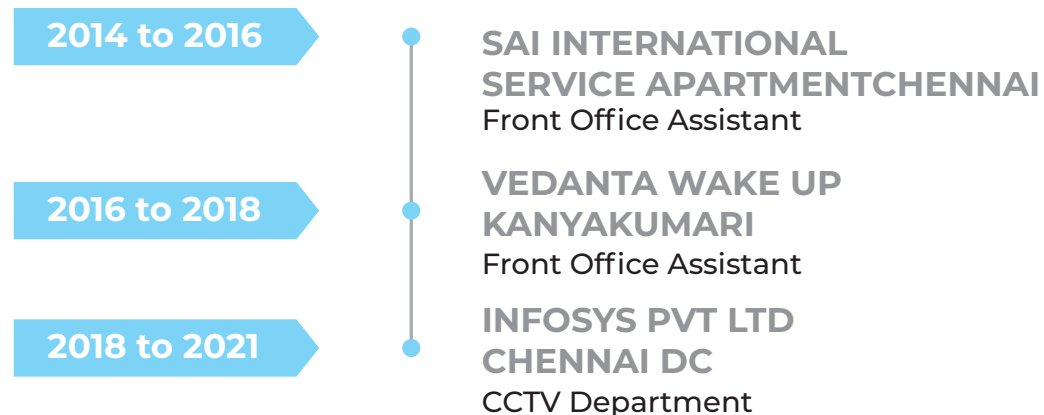 2014 to 2016
SAI INTERNATIONAL
SERVICE APARTMENTCHENNAI
Front Office Assistant
2016 to 2018
VEDANTA WAKE UP
KANYAKUMARI
Front Office Assistant
2018 to 2021
INFOSYS PVT LTD
CHENNAI DC
CCTV Department